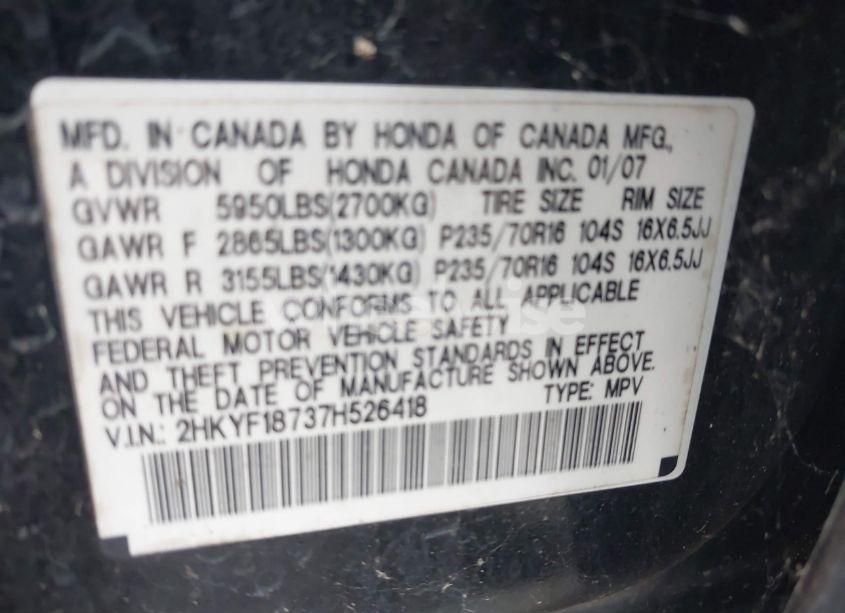 MFD. IN CANADA BY HONDA OF CANADA MFG.,
A DIVISION OF HONDA CANADA INC. 01/07
GVWR 5950LBS(2700KG) TIRE SIZE RIM SIZE
GAWR F 2865LBS(1300KG) P235/70R16 104S 16X6.5JJ
GAWR R 3155LBS(1430KG) P235/70R16 104S 16X6.5JJ
THIS VEHICLE CONFORMS TO ALL APPLICABLE
FEDERAL MOTOR VEHICLE SAFETY
AND THEFT PREVENTION STANDARDS IN EFFECT
ON THE DATE OF MANUFACTURE SHOWN ABOVE.
V.I.N.: 2HKYF18737H526418 TYPE: MPV